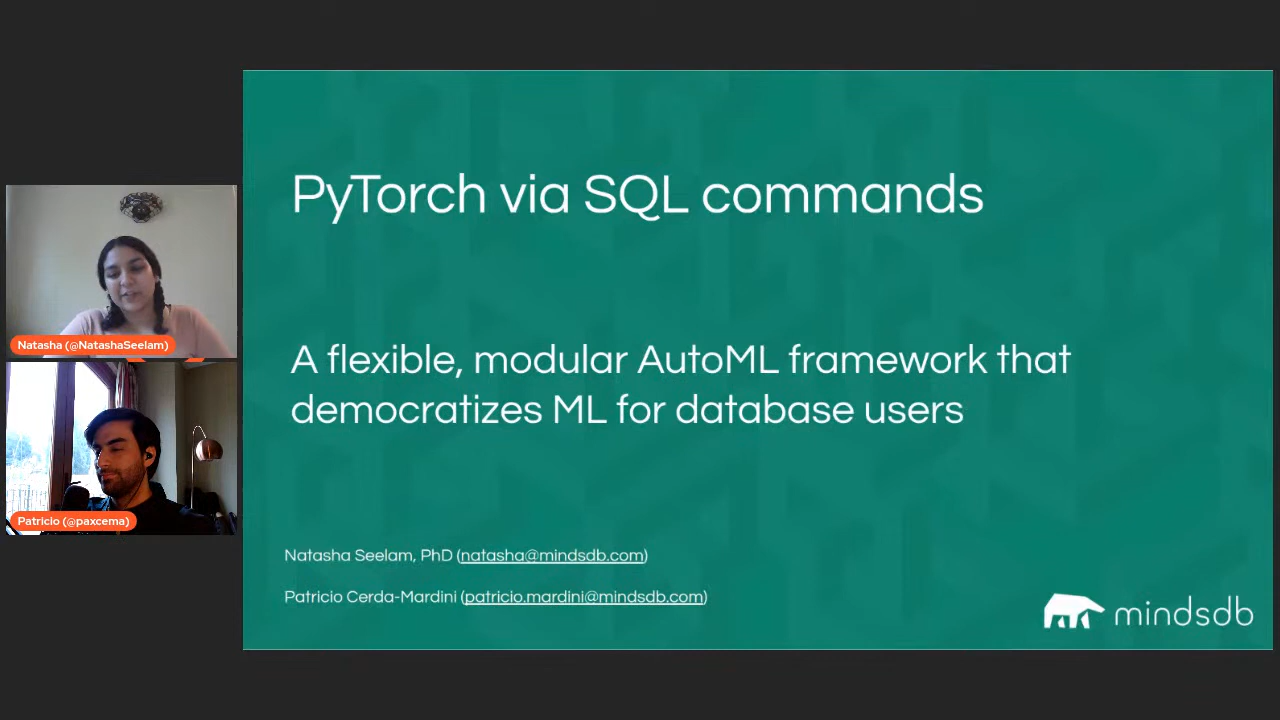 PyTorch via SQL commands
A flexible, modular AutoML framework that
democratizes ML for database users
Natasha (@NatashaSeelam)
Patricio (@paxcema)
Natasha Seelam, PhD (natasha@mindsdb.com)
Patricio Cerda-Mardini (patricio.mardini@mindsdb.com)
mindsdb